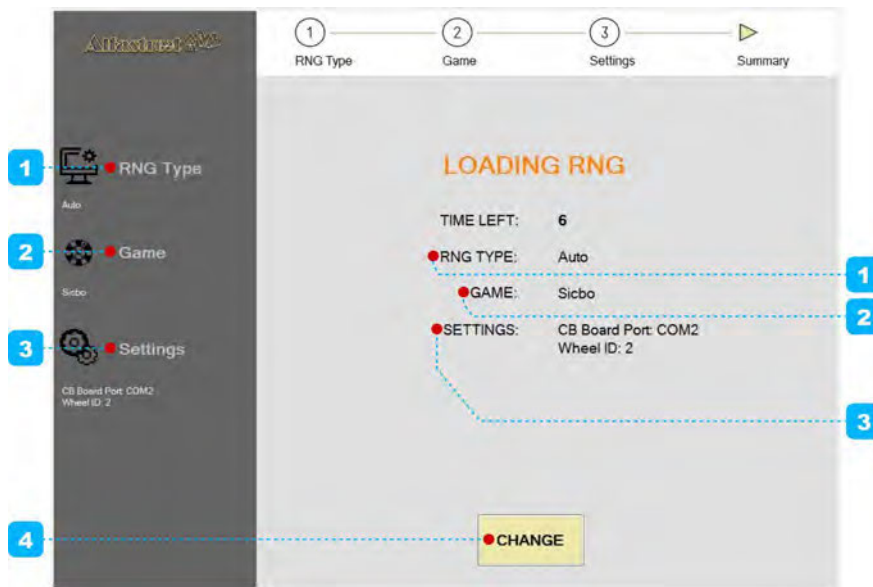 Alfastreet
1
2
3
RNG Type
Game
Settings
Summary
1
RNG Type
Auto
2
Game
Sicbo
3
Settings
CB Board Port: COM2
Wheel ID: 2
LOADING RNG
TIME LEFT: 6
RNG TYPE: Auto
1
GAME: Sicbo
2
SETTINGS: CB Board Port: COM2
Wheel ID: 2
3
4
CHANGE